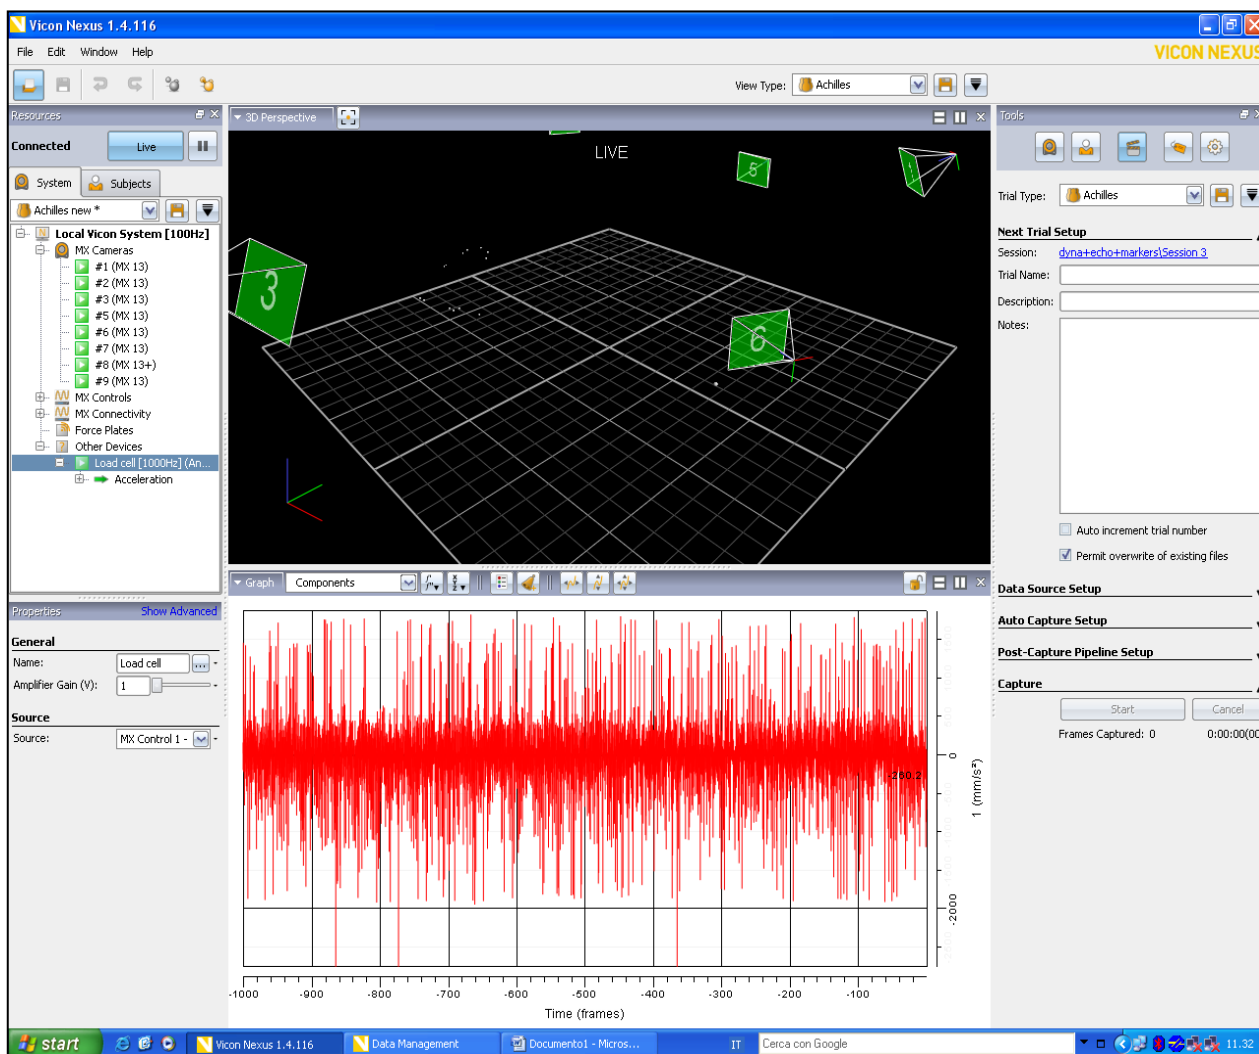 Vicon Nexus 1.4.116
File Edit Window Help
VICON NEXUS
View Type: Achilles
Resources
Connected Live
System Subjects
Achilles new *
Local Vicon System [100Hz]
MX Cameras
#1 (MX 13)
#2 (MX 13)
#3 (MX 13)
#5 (MX 13)
#6 (MX 13)
#7 (MX 13)
#8 (MX 13+)
#9 (MX 13)
MX Controls
MX Connectivity
Force Plates
Other Devices
Load cell [1000Hz] (An...
Acceleration
Properties Show Advanced
General
Name: Load cell ...
Amplifier Gain (V): 1
Source
Source: MX Control 1 -
3D Perspective
LIVE
5
1
3
6
Graph Components
0
-260.2
-2000
1 (mm/s²)
-1000 -900 -800 -700 -600 -500 -400 -300 -200 -100
Time (frames)
Tools
Trial Type: Achilles
Next Trial Setup
Session: dyna+echo+markers\Session 3
Trial Name:
Description:
Notes:
Auto increment trial number
Permit overwrite of existing files
Data Source Setup
Auto Capture Setup
Post-Capture Pipeline Setup
Capture
Start Cancel
Frames Captured: 0 0:00:00(00
start Vicon Nexus 1.4.116 Data Management Documento1 - Micros... IT Cerca con Google 11.32